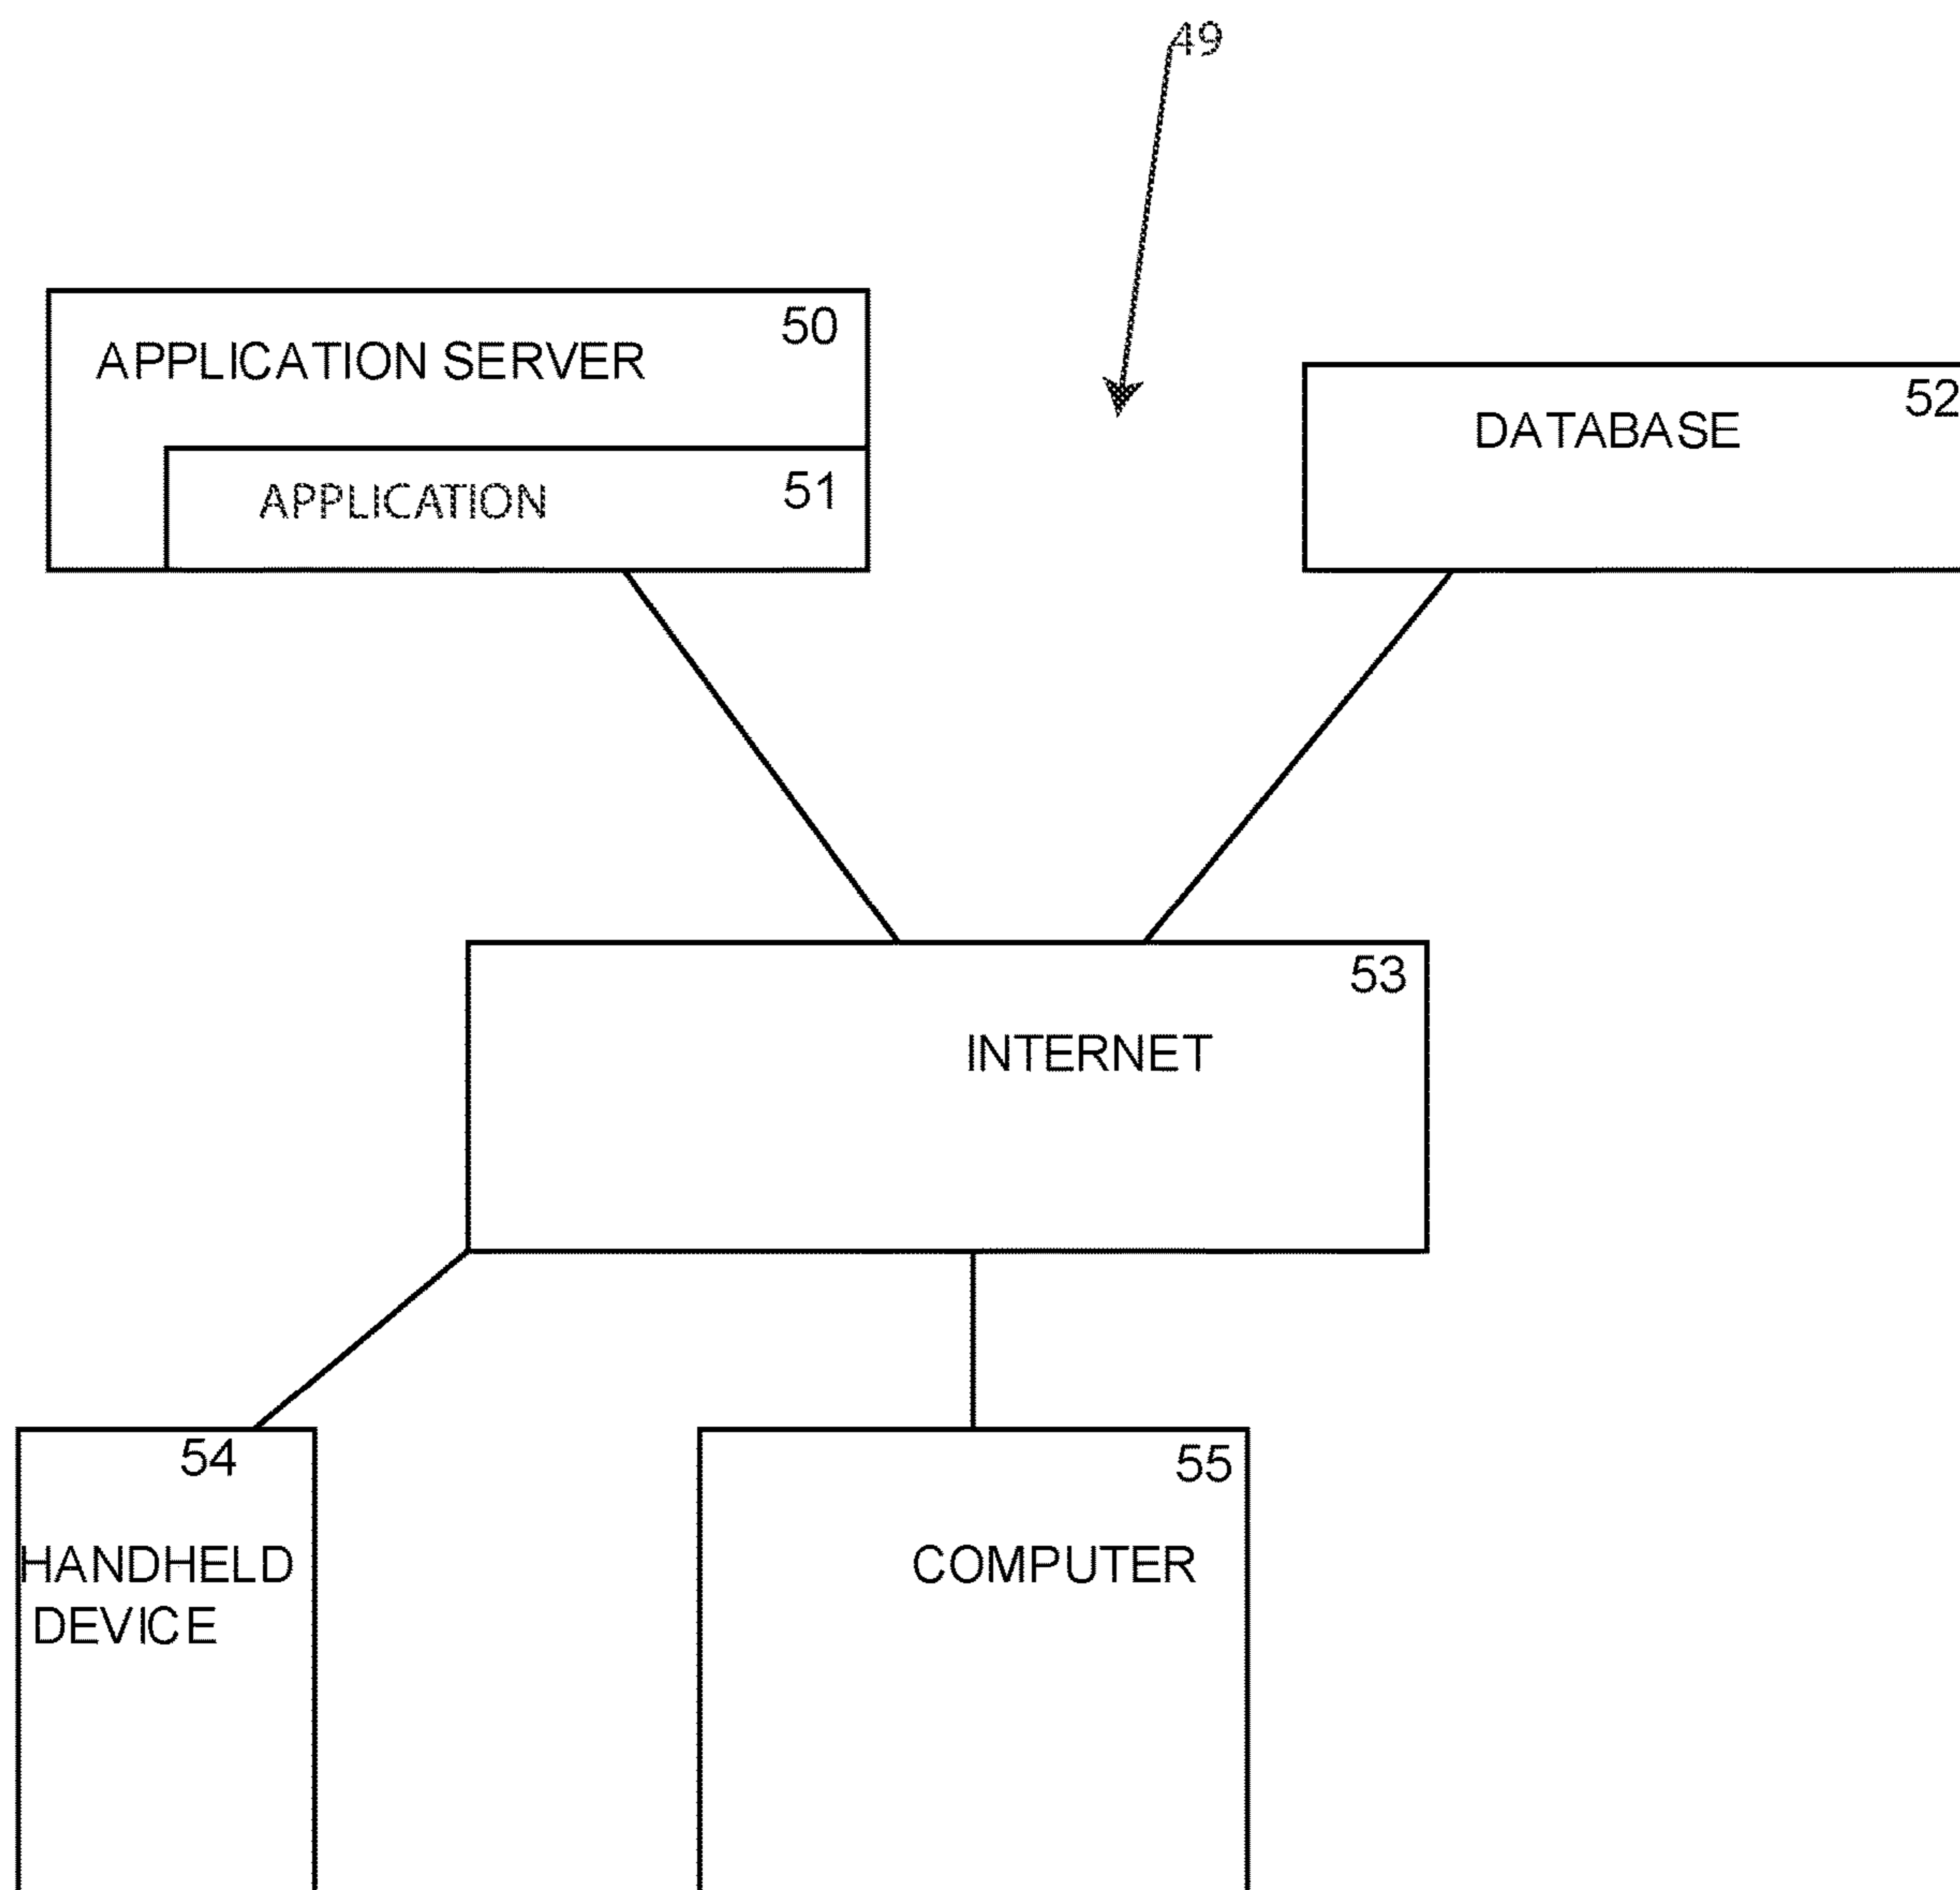 49
50
APPLICATION SERVER
51
APPLICATION
52
DATABASE
53
INTERNET
54
HANDHELD
DEVICE
55
COMPUTER